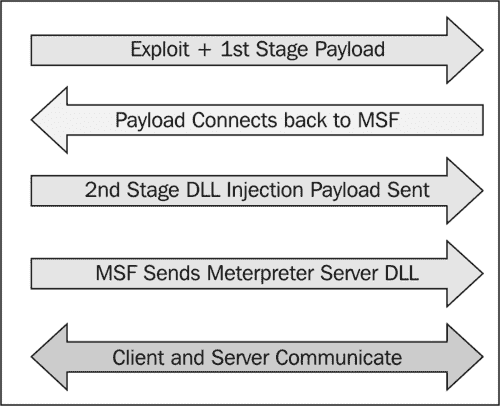 Exploit + 1st Stage Payload
Payload Connects back to MSF
2nd Stage DLL Injection Payload Sent
MSF Sends Meterpreter Server DLL
Client and Server Communicate